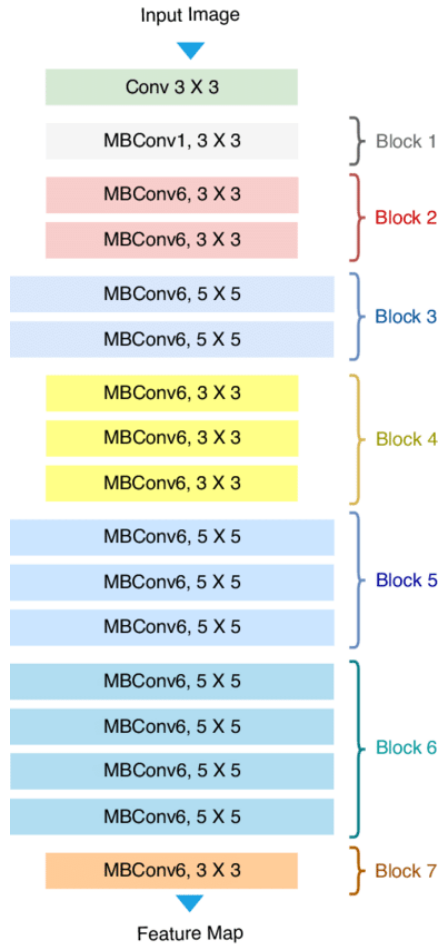 Input Image
Conv 3 X 3
MBConv1, 3 X 3
Block 1
MBConv6, 3 X 3
MBConv6, 3 X 3
Block 2
MBConv6, 5 X 5
MBConv6, 5 X 5
Block 3
MBConv6, 3 X 3
MBConv6, 3 X 3
MBConv6, 3 X 3
Block 4
MBConv6, 5 X 5
MBConv6, 5 X 5
MBConv6, 5 X 5
Block 5
MBConv6, 5 X 5
MBConv6, 5 X 5
MBConv6, 5 X 5
MBConv6, 5 X 5
Block 6
MBConv6, 3 X 3
Block 7
Feature Map